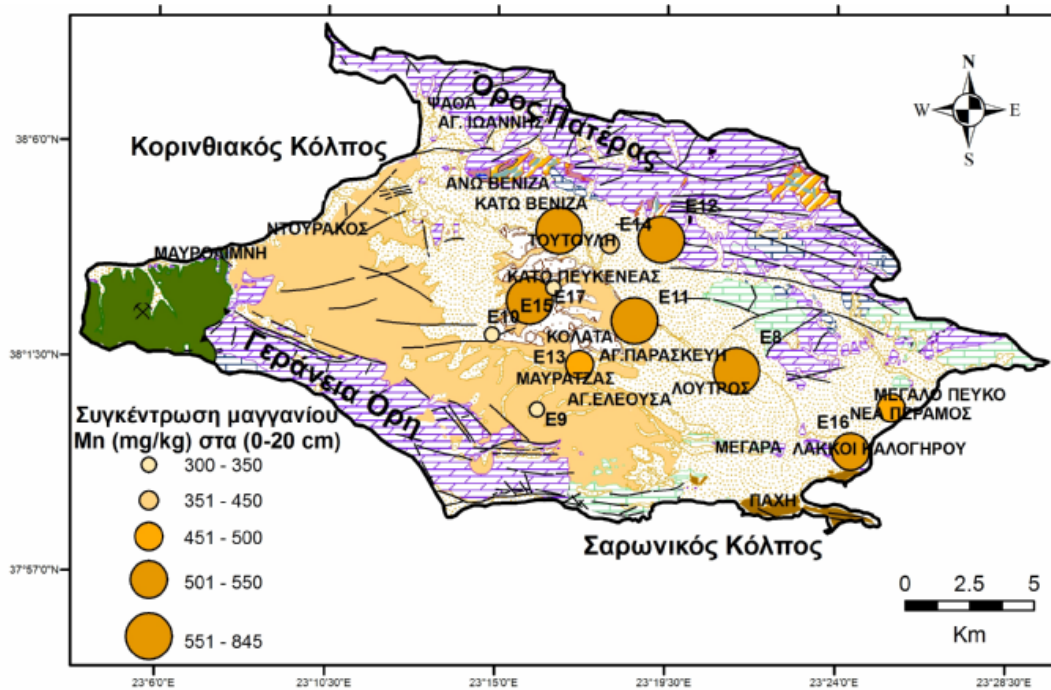 N
W E
S
38°6'0"N
38°1'30"N
37°57'0"N
Κορινθιακός Κόλπος
Όρος Πατέρας
ΨΑΘΑ
ΑΓ. ΙΩΑΝΝΗΣ
ΑΝΩ ΒΕΝΙΖΑ
ΚΑΤΩ ΒΕΝΙΖΑ
E12
E14
ΤΟΥΤΟΥΛΗ
ΝΤΟΥΡΑΚΟΣ
ΜΑΥΡΟΛΙΜΝΗ
ΚΑΤΟ ΠΕΥΚΕΝΕΑΣ
E17
E15
E11
E10
ΚΟΛΑΤΑ
E8
E13
ΑΓ.ΠΑΡΑΣΚΕΥΗ
ΜΑΥΡΑΤΖΑΣ
ΛΟΥΤΡΟΣ
ΑΓ.ΕΛΕΟΥΣΑ
Γεράνεια Όρη
ΜΕΓΑΛΟ ΠΕΥΚΟ
ΝΕΑ ΠΕΡΑΜΟΣ
E9
E16
ΜΕΓΑΡΑ
ΛΑΚΚΟΙ ΚΑΛΟΓΗΡΟΥ
ΠΑΧΗ
Σαρωνικός Κόλπος
Συγκέντρωση μαγγανίου
Mn (mg/kg) στα (0-20 cm)
300 - 350
351 - 450
451 - 500
501 - 550
551 - 845
0 2.5 5
Km
23°6'0"E 23°10'30"E 23°15'0"E 23°19'30"E 23°24'0"E 23°28'30"E